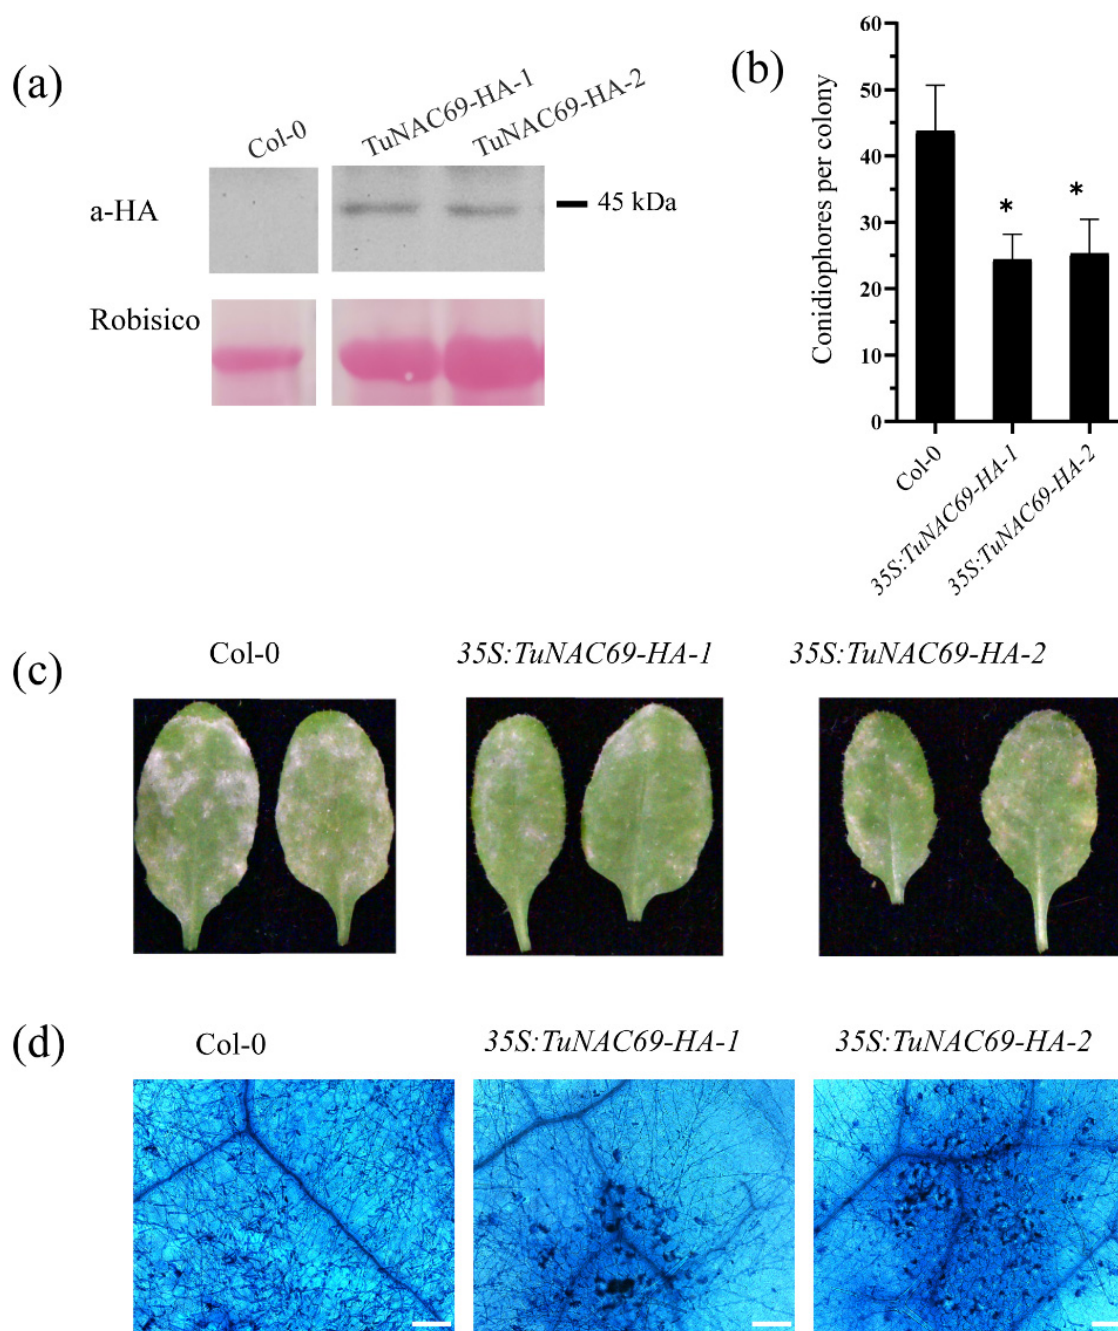 (a)
Col-0
TuNAC69-HA-1
TuNAC69-HA-2
a-HA
45 kDa
Robisico
(b)
Conidiophores per colony
60
50
40
30
20
10
0
*
*
Col-0
35S:TuNAC69-HA-1
35S:TuNAC69-HA-2
(c)
Col-0
35S:TuNAC69-HA-1
35S:TuNAC69-HA-2
(d)
Col-0
35S:TuNAC69-HA-1
35S:TuNAC69-HA-2